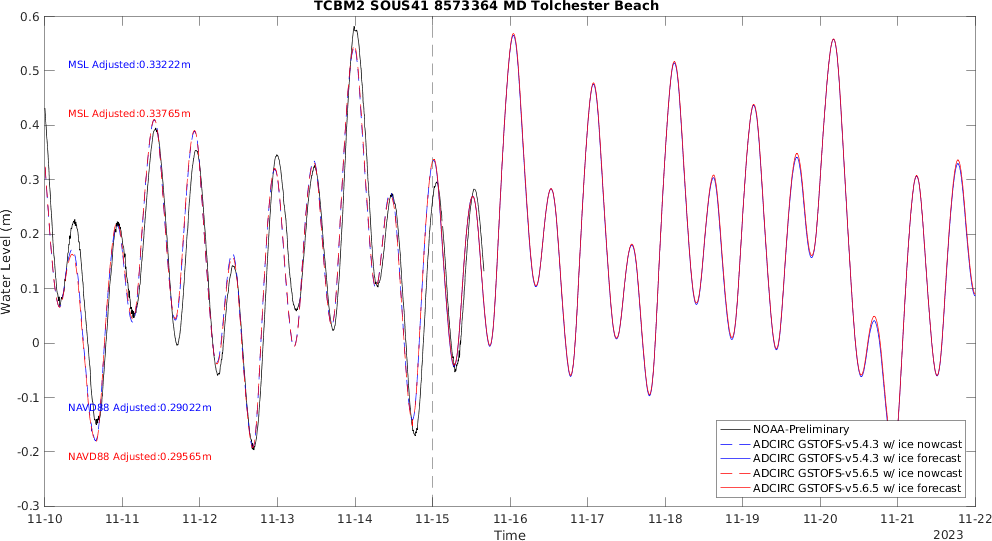 TCBM2 SOUS41 8573364 MD Tolchester Beach
0.6
0.5
0.4
0.3
0.2
0.1
0
-0.1
-0.2
-0.3
Water Level (m)
MSL Adjusted:0.33222m
MSL Adjusted:0.33765m
NAVD88 Adjusted:0.29022m
NAVD88 Adjusted:0.29565m
NOAA-Preliminary
ADCIRC GSTOFS-v5.4.3 w/ ice nowcast
ADCIRC GSTOFS-v5.4.3 w/ ice forecast
ADCIRC GSTOFS-v5.6.5 w/ ice nowcast
ADCIRC GSTOFS-v5.6.5 w/ ice forecast
11-10 11-11 11-12 11-13 11-14 11-15 11-16 11-17 11-18 11-19 11-20 11-21 11-22
Time
2023